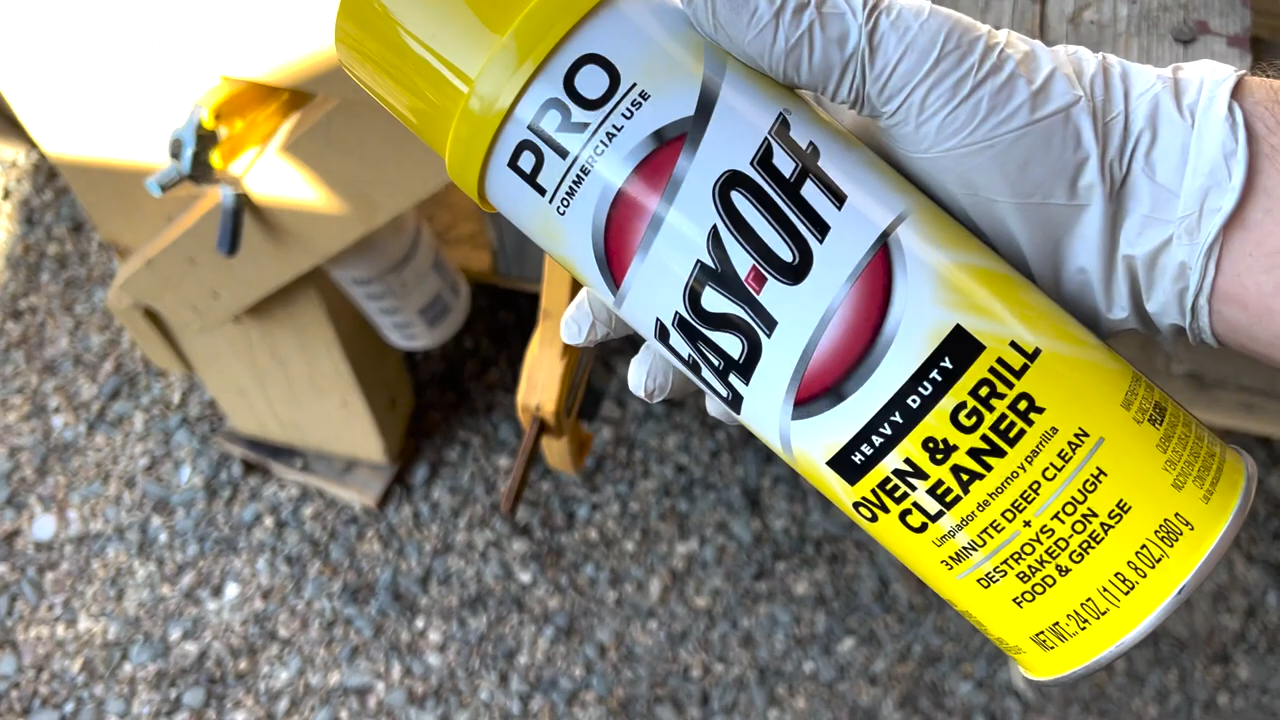 PRO
COMMERCIAL USE
EASY-OFF®
HEAVY DUTY
OVEN & GRILL
CLEANER
Limpiador de horno y parrilla
3 MINUTE DEEP CLEAN
+
DESTROYS TOUGH
BAKED-ON
FOOD & GREASE
NET WT.: 24 OZ. (1 LB. 8 OZ.) 680 g